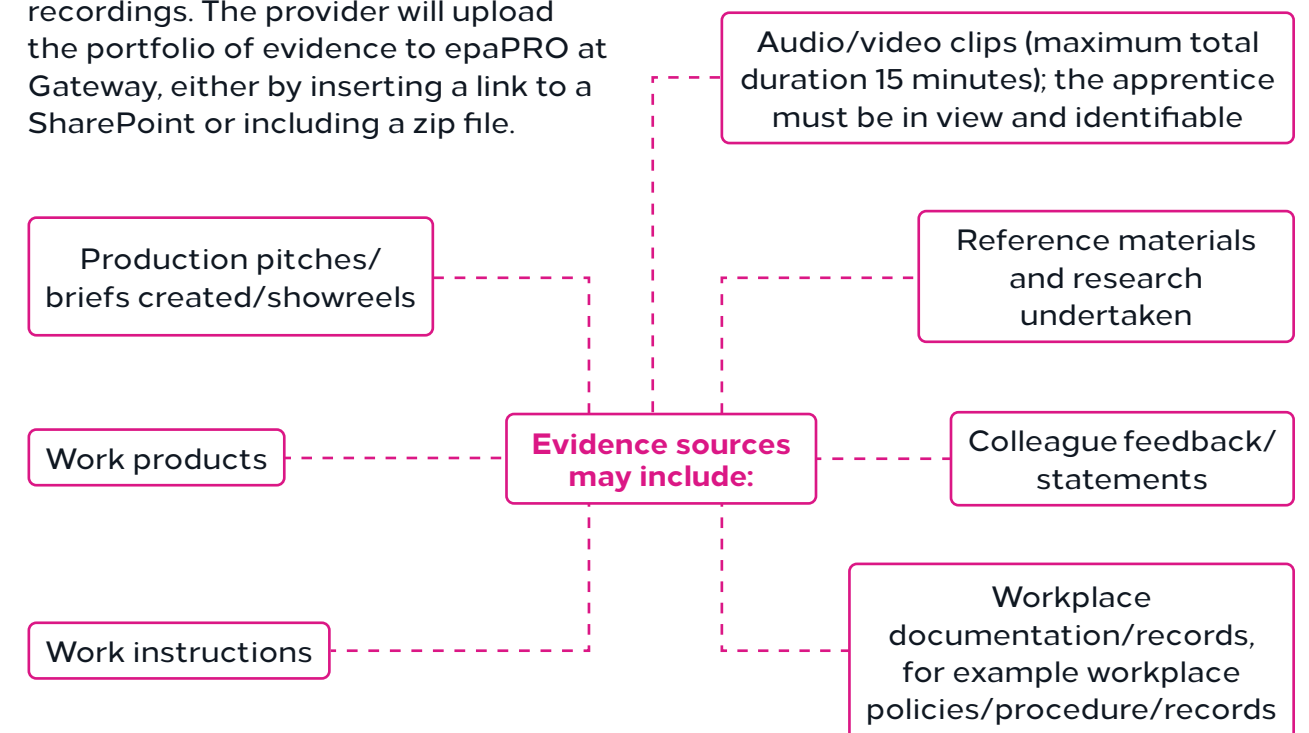 recordings. The provider will upload
the portfolio of evidence to epaPRO at
Gateway, either by inserting a link to a
SharePoint or including a zip file.
Audio/video clips (maximum total
duration 15 minutes); the apprentice
must be in view and identifiable
Production pitches/
briefs created/showreels
Reference materials
and research
undertaken
Evidence sources
may include:
Work products
Colleague feedback/
statements
Work instructions
Workplace
documentation/records,
for example workplace
policies/procedure/records